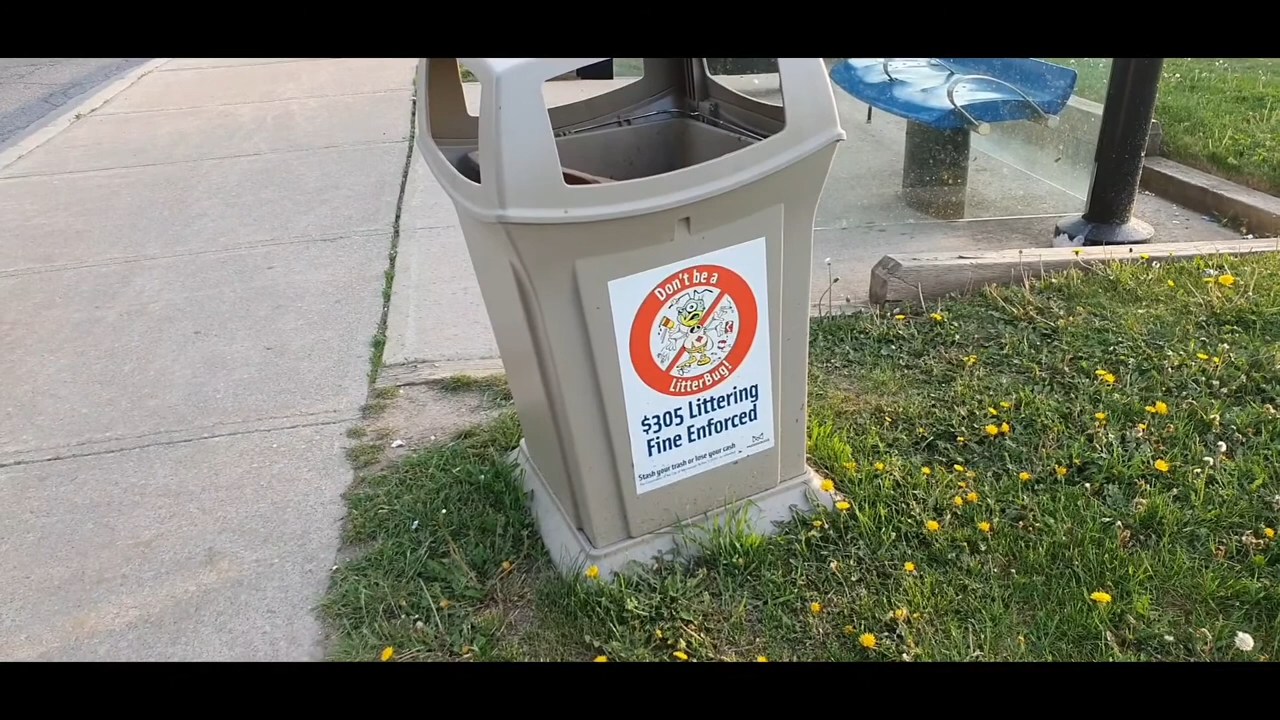 Don't be a
LitterBug!
$305 Littering
Fine Enforced
Stash your trash or lose your cash